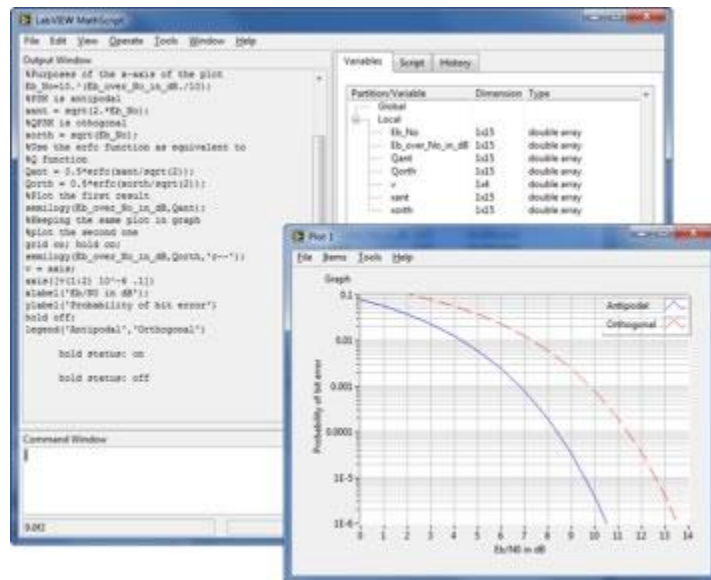 LabVIEW MathScript
File Edit View Operate Tools Window Help
Output Window
%Purposes of the x-axis of the plot
Eb_No=10.^(Eb_over_No_in_dB./10);
%PSK is antipodal
sant = sqrt(2.*Eb_No);
is othogonal
north = sqrt(Eb_No);
%Use the erfc function as equivalent to
%Q function
Qant = 0.5*erfc(sant/sqrt(2));
Qorth = 0.5*erfc(north/sqrt(2));
%Plot the first result
semilogy(Eb_over_No_in_dB,Qant);
%Keeping the same plot in graph
%plot the second one
grid on; hold on;
semilogy(Eb_over_No_in_dB,Qorth,'r--');
v = axis;
axis([v(1:2) 10^-6 .1])
xlabel('Eb/N0 in dB');
ylabel('Probability of bit error')
hold off;
legend('Antipodal','Orthogonal')
hold status: on
hold status: off
Command Window
Variables Script History
Partition/Variable Dimension Type
Global
Local
Eb_No 1x15 double array
Eb_over_No_in_dB 1x15 double array
Qant 1x15 double array
Qorth 1x15 double array
v 1x4 double array
sant 1x15 double array
1x15 double array
Plot 1
File Items Tools Help
Graph
Antipodal
Orthogonal
Probability of bit error
0.1
0.01
0.001
0.0001
1E-5
1E-6
0 1 2 3 4 5 6 7 8 9 10 11 12 13 14
Eb/N0 in dB